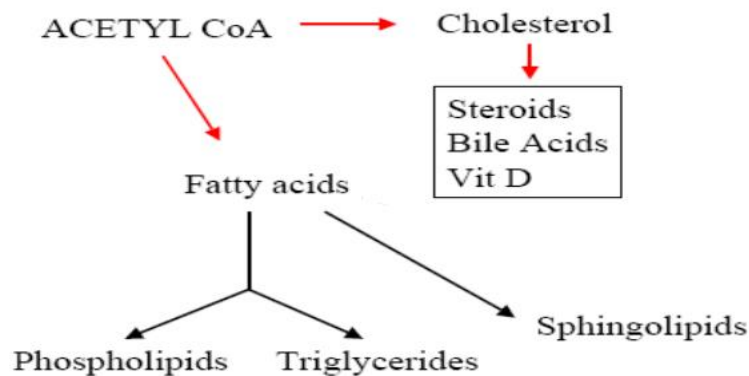 ACETYL CoA
Cholesterol
Steroids
Bile Acids
Vit D
Fatty acids
Sphingolipids
Phospholipids
Triglycerides